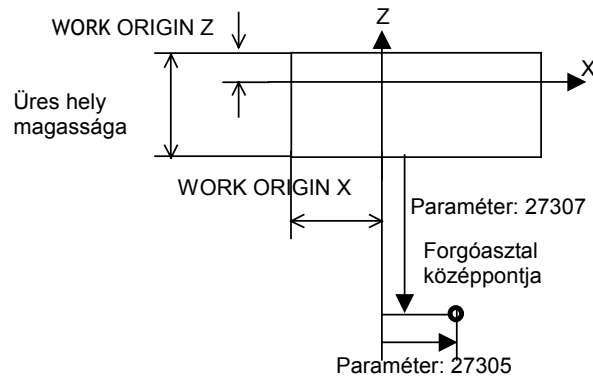 Z
WORK ORIGIN Z
X
Üres hely
magassága
WORK ORIGIN X
Paraméter: 27307
Forgóasztal
középpontja
Paraméter: 27305